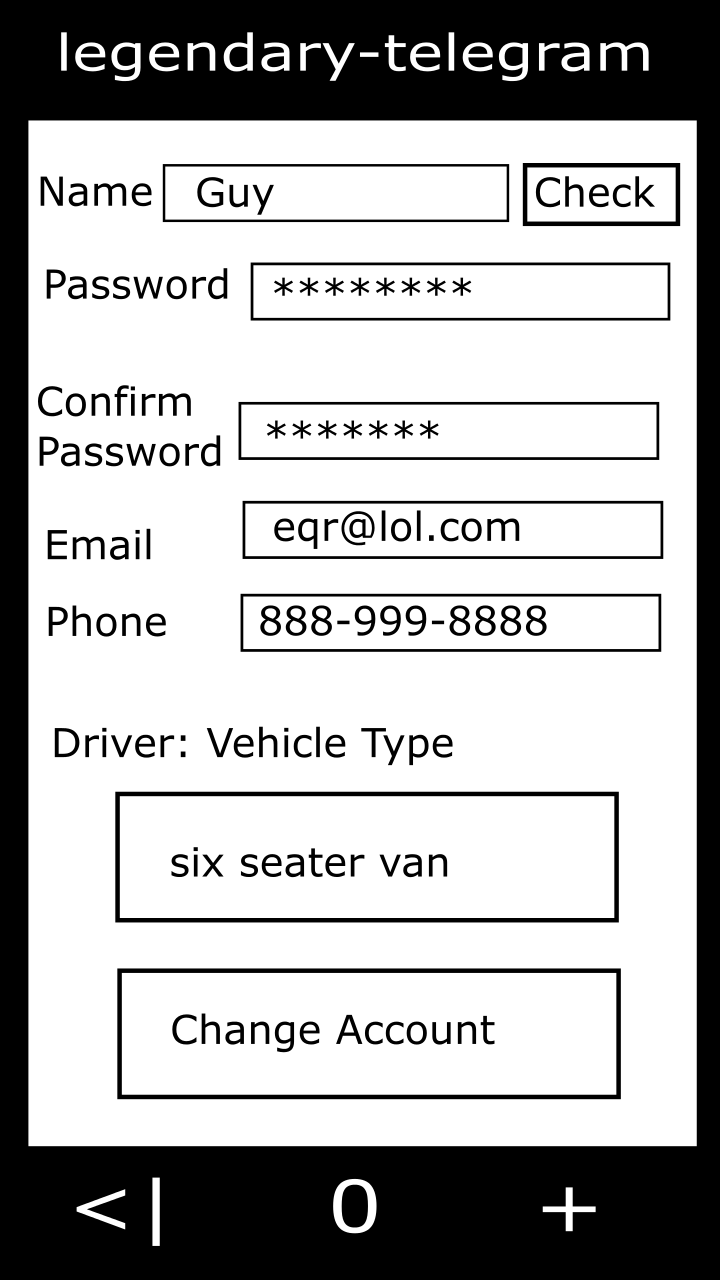 legendary-telegram
Name Guy Check
Password ********
Confirm
Password *******
Email eqr@lol.com
Phone 888-999-8888
Driver: Vehicle Type
six seater van
Change Account
<| 0 +